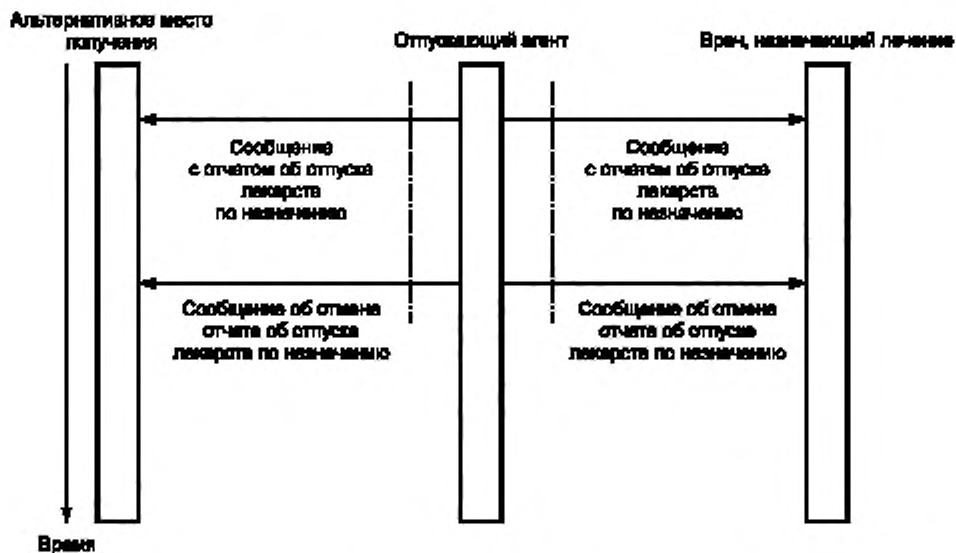 Альтернативное место
получения
Отпускающий агент
Врач, назначающий лечение
Сообщение
с отчетом об отпуске
лекарств
по назначению
Сообщение
с отчетом об отпуске
лекарств
по назначению
Сообщение об отмене
отчета об отпуске
лекарств по назначению
Сообщение об отмене
отчета об отпуске
лекарств по назначению
Время